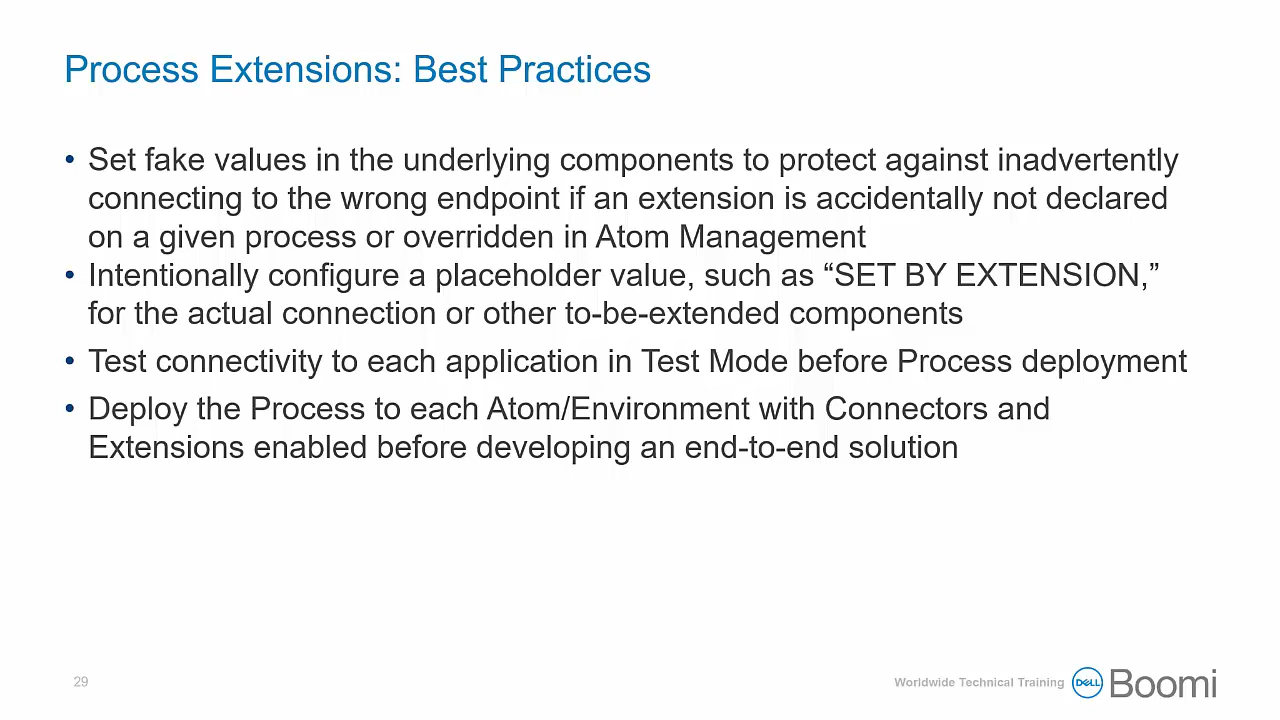 Process Extensions: Best Practices
• Set fake values in the underlying components to protect against inadvertently
connecting to the wrong endpoint if an extension is accidentally not declared
on a given process or overridden in Atom Management
• Intentionally configure a placeholder value, such as “SET BY EXTENSION,”
for the actual connection or other to-be-extended components
• Test connectivity to each application in Test Mode before Process deployment
• Deploy the Process to each Atom/Environment with Connectors and
Extensions enabled before developing an end-to-end solution
29
Worldwide Technical Training DELL Boomi